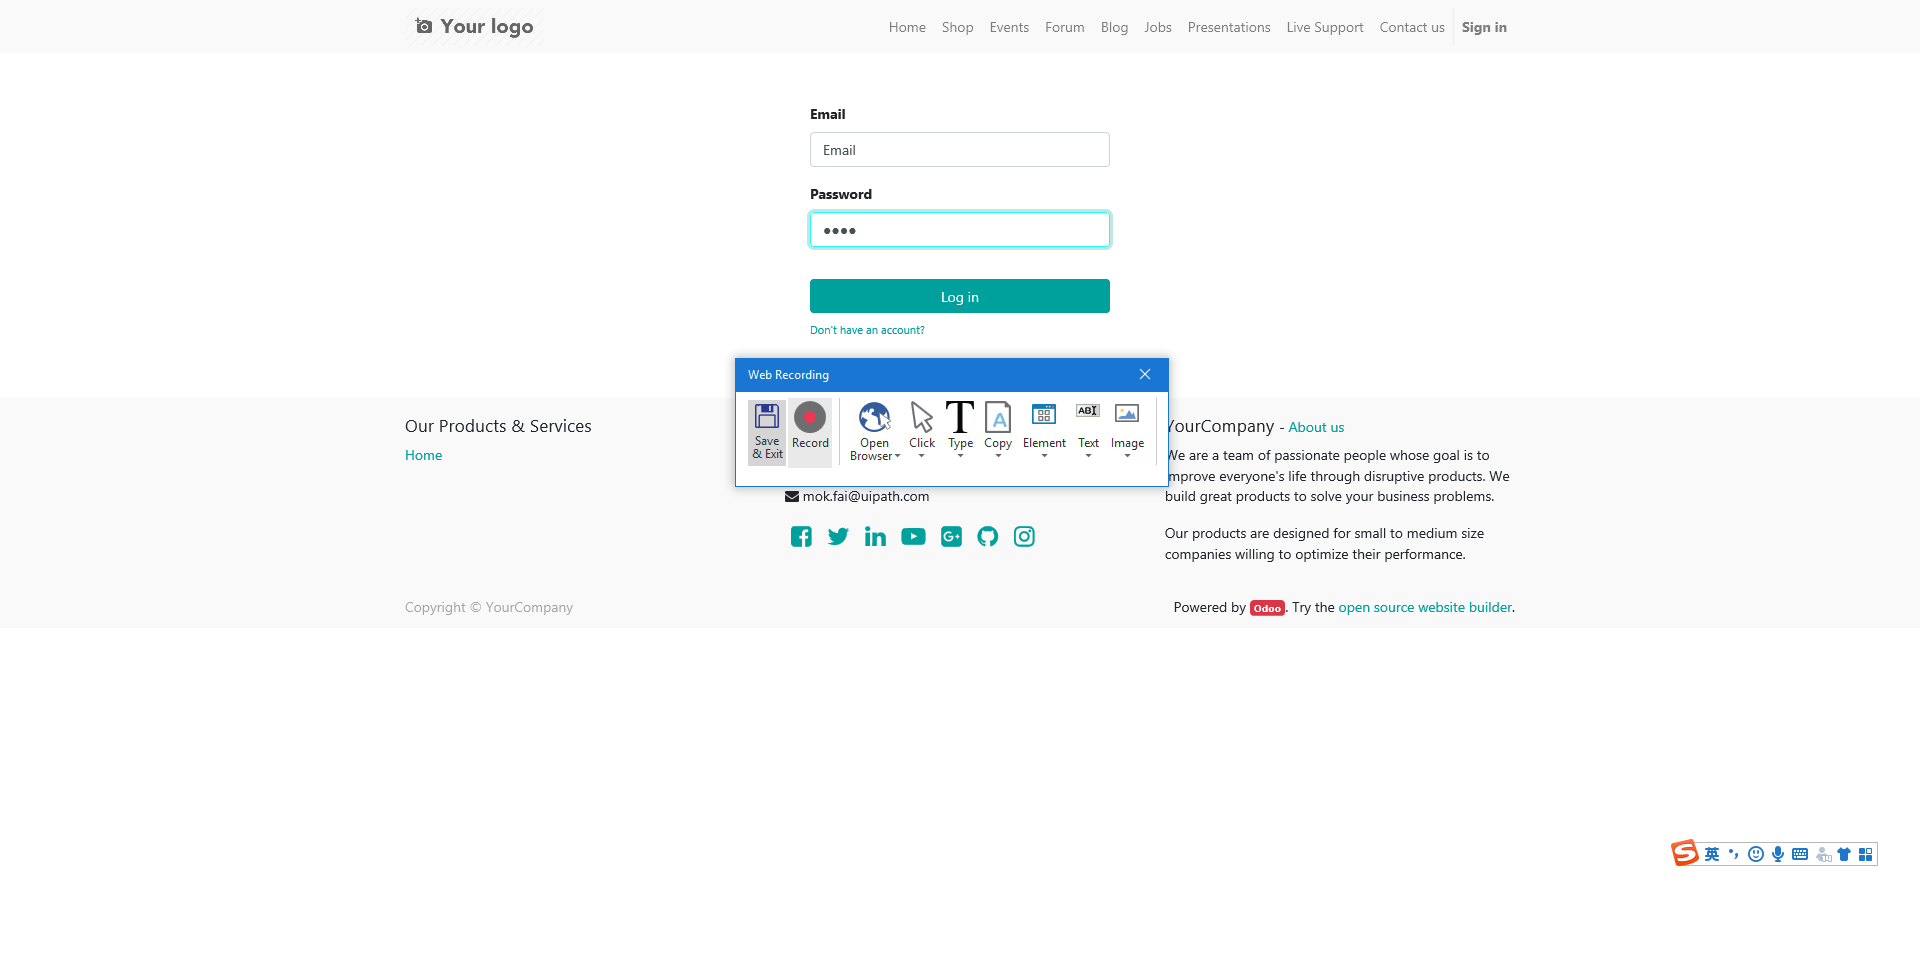 Your logo
Home Shop Events Forum Blog Jobs Presentations Live Support Contact us Sign in
Email
Email
Password
Log in
Don't have an account?
Web Recording
Save & Exit
Record
Open Browser
Click
Type
Copy
Element
Text
Image
Our Products & Services
Home
mok.fai@uipath.com
YourCompany - About us
We are a team of passionate people whose goal is to
improve everyone's life through disruptive products. We
build great products to solve your business problems.
Our products are designed for small to medium size
companies willing to optimize their performance.
Copyright © YourCompany
Powered by Odoo. Try the open source website builder.
英